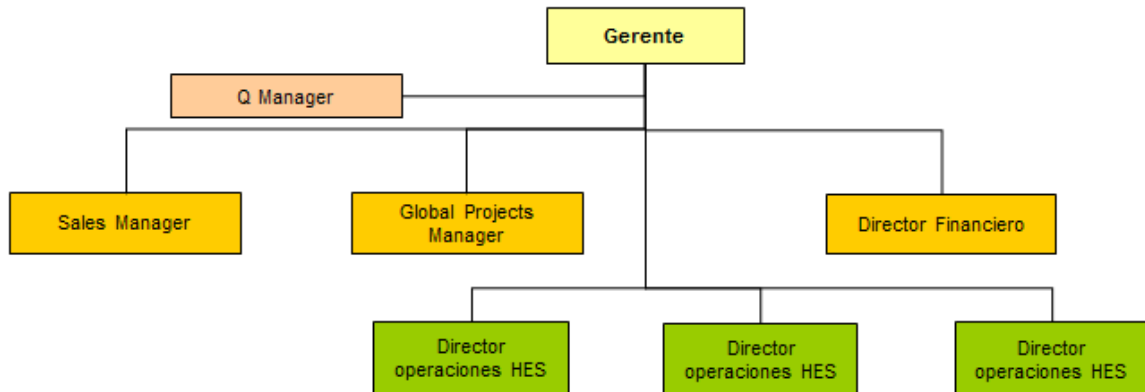 Gerente
Q Manager
Sales Manager
Global Projects
Manager
Director Financiero
Director
operaciones HES
Director
operaciones HES
Director
operaciones HES